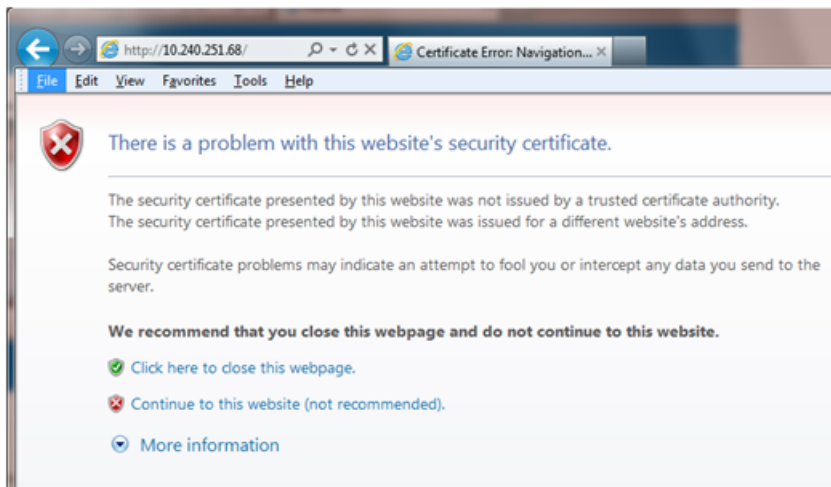 http://10.240.251.68/
Certificate Error: Navigation...
File Edit View Favorites Tools Help
There is a problem with this website's security certificate.
The security certificate presented by this website was not issued by a trusted certificate authority.
The security certificate presented by this website was issued for a different website's address.
Security certificate problems may indicate an attempt to fool you or intercept any data you send to the
server.
We recommend that you close this webpage and do not continue to this website.
Click here to close this webpage.
Continue to this website (not recommended).
More information